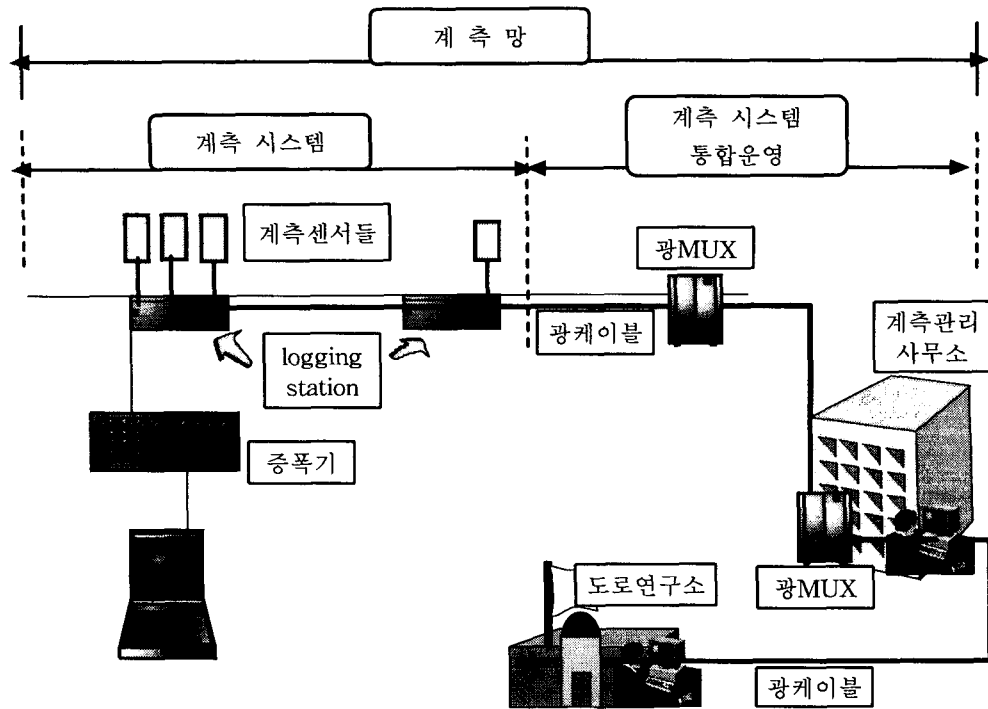 계 측 망
계측 시스템
계측 시스템
통합운영
계측센서들
광MUX
광케이블
계측관리
사무소
logging
station
증폭기
광MUX
도로연구소
광케이블